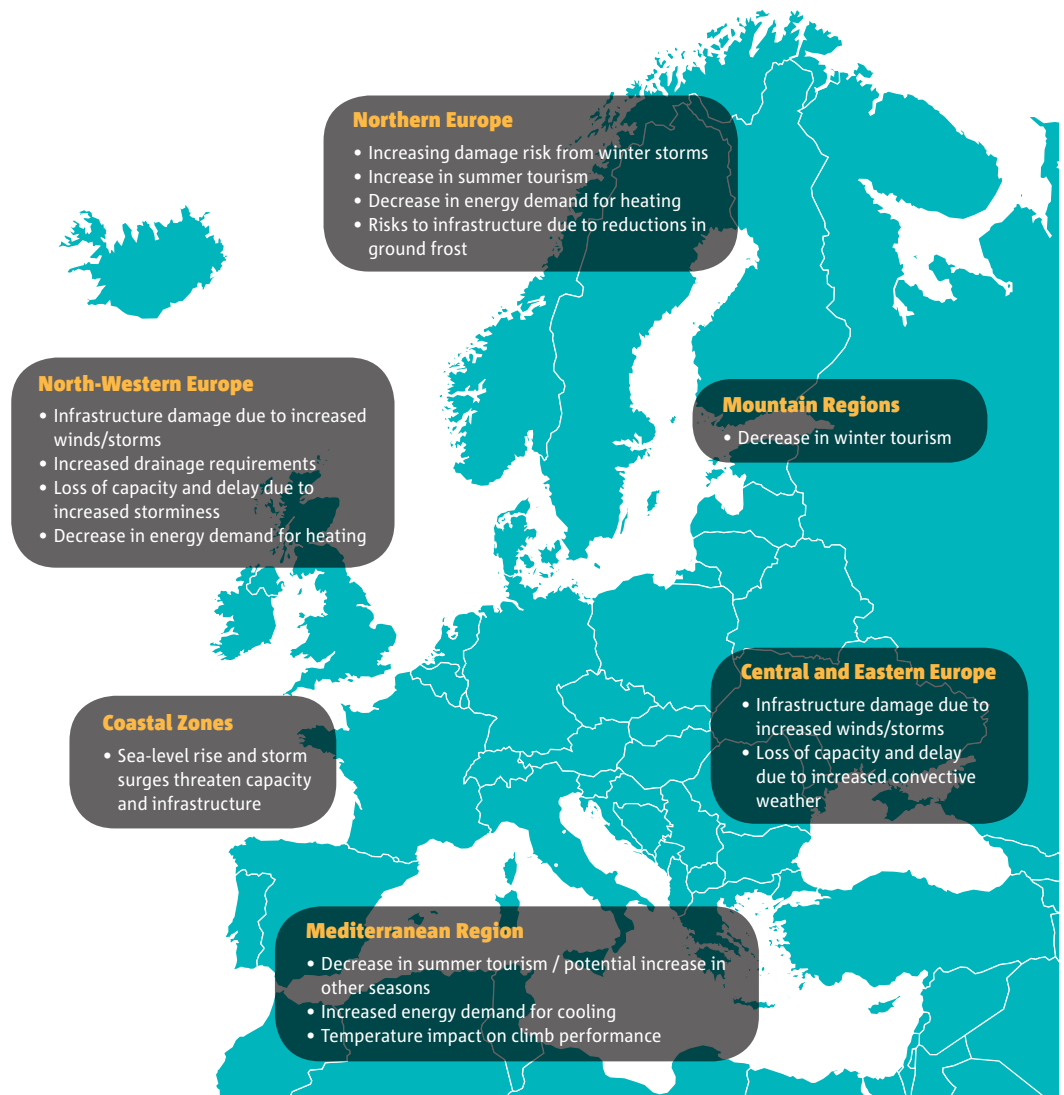 Northern Europe
• Increasing damage risk from winter storms
• Increase in summer tourism
• Decrease in energy demand for heating
• Risks to infrastructure due to reductions in
ground frost
North-Western Europe
• Infrastructure damage due to increased
winds/storms
• Increased drainage requirements
• Loss of capacity and delay due to
increased storminess
• Decrease in energy demand for heating
Mountain Regions
• Decrease in winter tourism
Central and Eastern Europe
• Infrastructure damage due to
increased winds/storms
• Loss of capacity and delay
due to increased convective
weather
Coastal Zones
• Sea-level rise and storm
surges threaten capacity
and infrastructure
Mediterranean Region
• Decrease in summer tourism / potential increase in
other seasons
• Increased energy demand for cooling
• Temperature impact on climb performance